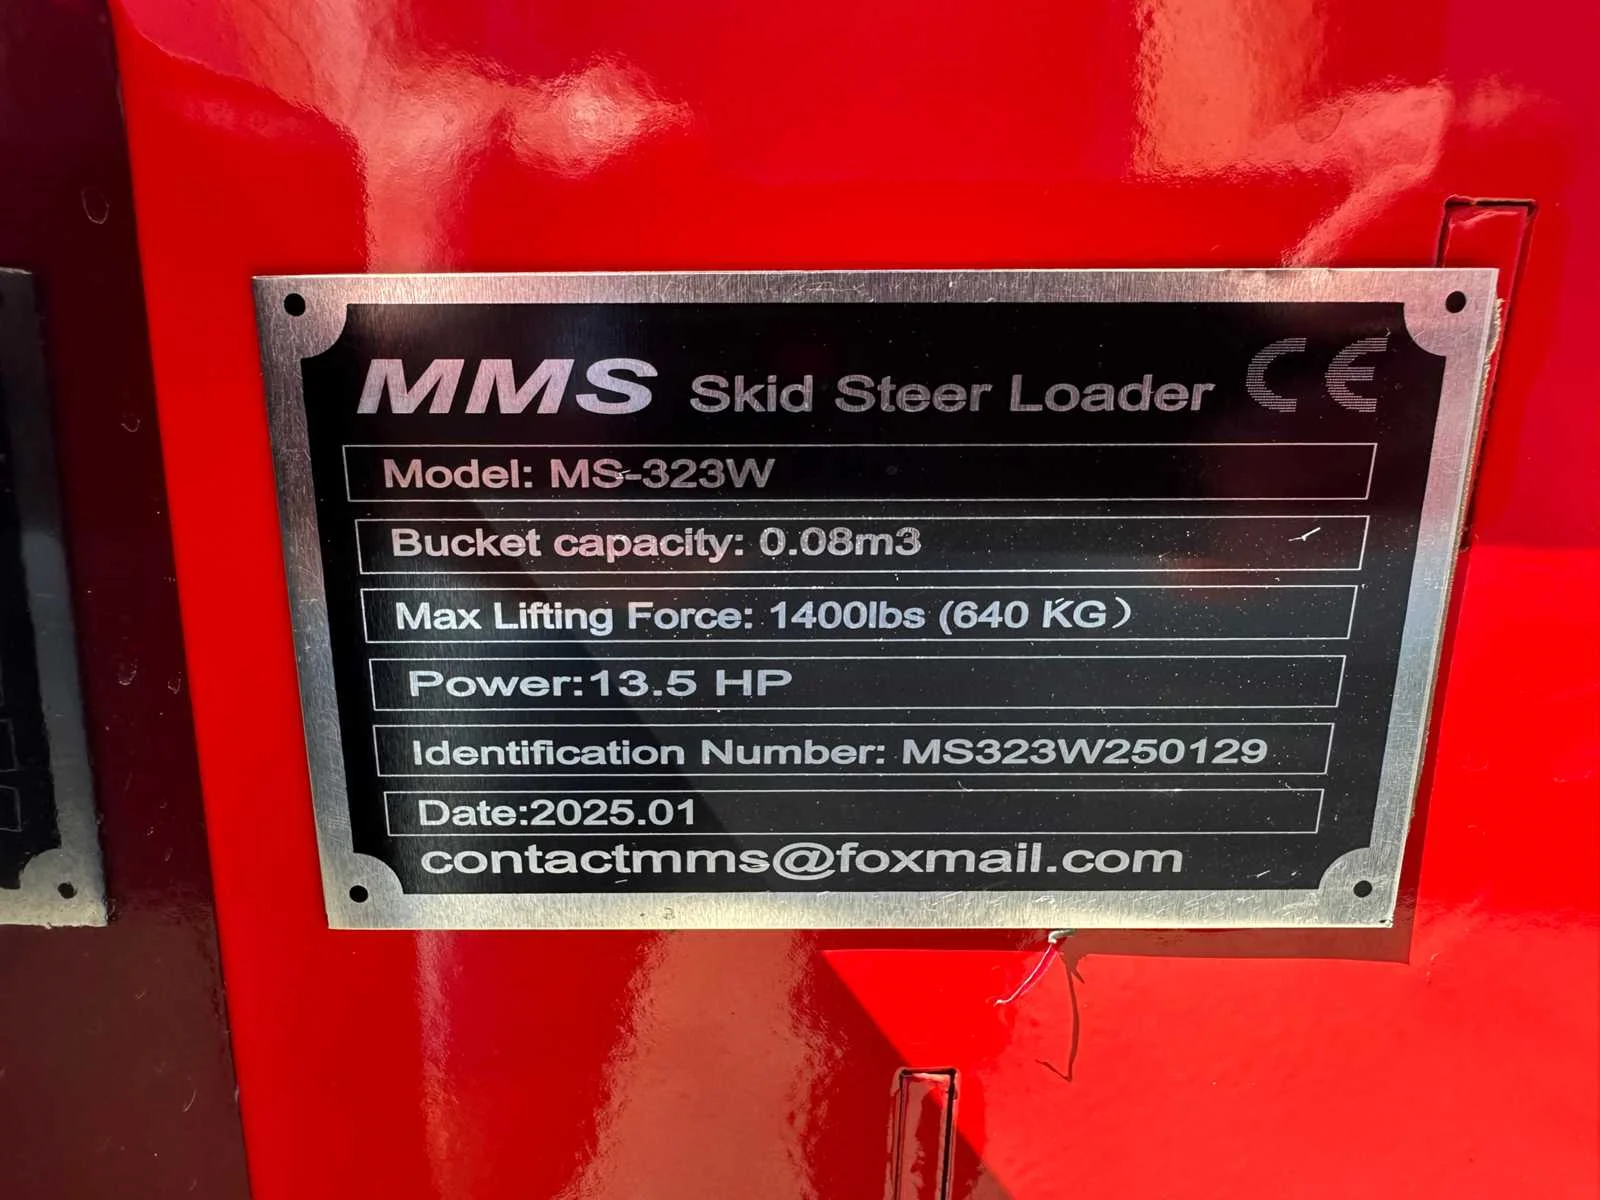 MMS Skid Steer Loader CE
Model: MS-323W
Bucket capacity: 0.08m3
Max Lifting Force: 1400lbs (640 KG）
Power:13.5 HP
Identification Number: MS323W250129
Date:2025.01
contactmms@foxmail.com